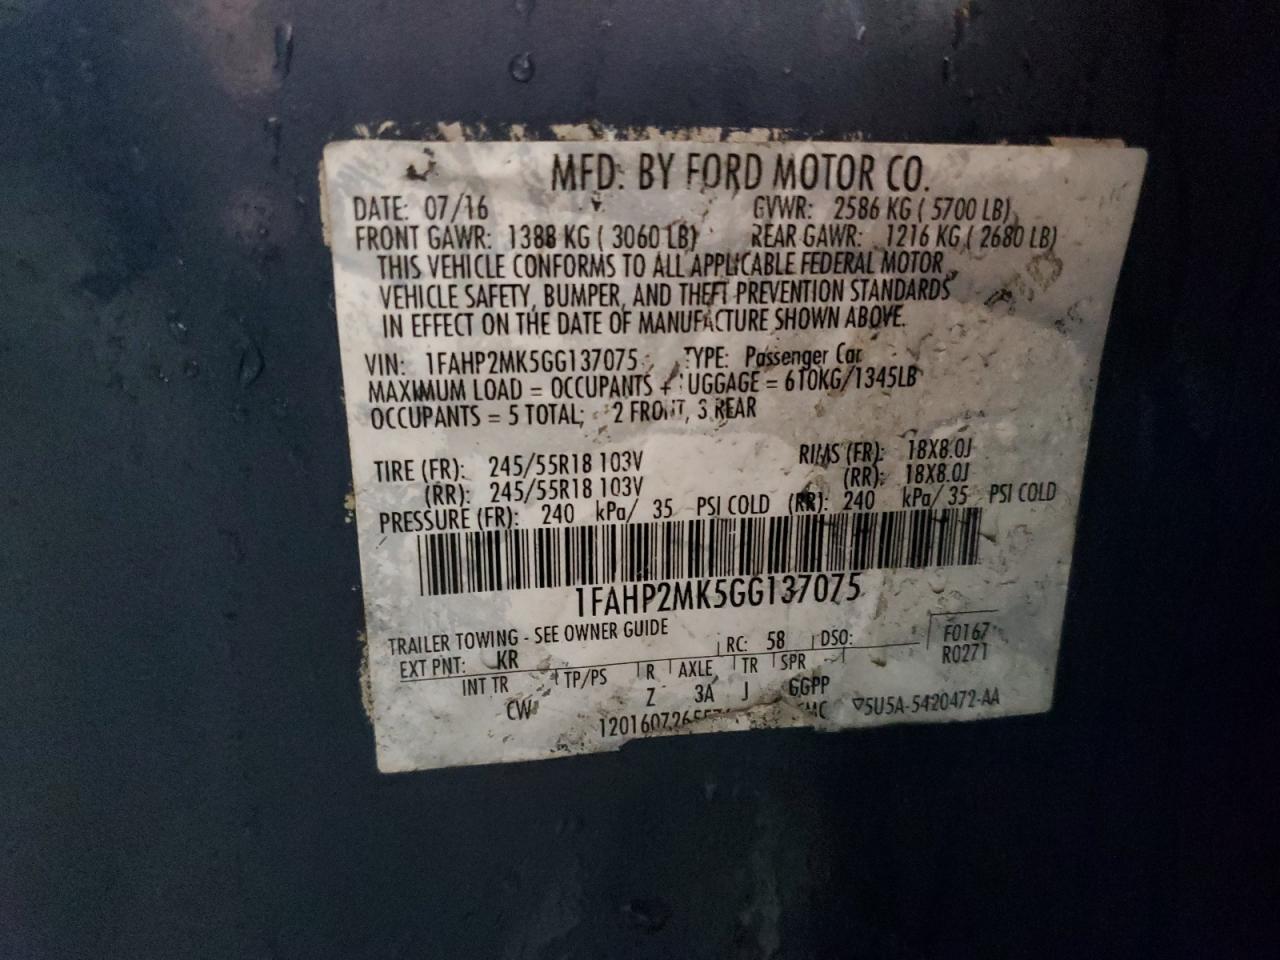 MFD. BY FORD MOTOR CO.
DATE: 07/16 GVWR: 2586 KG ( 5700 LB)
FRONT GAWR: 1388 KG ( 3060 LB) REAR GAWR: 1216 KG ( 2680 LB)
THIS VEHICLE CONFORMS TO ALL APPLICABLE FEDERAL MOTOR
VEHICLE SAFETY, BUMPER, AND THEFT PREVENTION STANDARDS
IN EFFECT ON THE DATE OF MANUFACTURE SHOWN ABOVE.
VIN: 1FAHP2MK5GG137075 TYPE: Passenger Car
MAXIMUM LOAD = OCCUPANTS + LUGGAGE = 610KG/1345LB
OCCUPANTS = 5 TOTAL; 2 FRONT, 3 REAR
TIRE (FR): 245/55R18 103V RIMS (FR): 18X8.0J
(RR): 245/55R18 103V (RR): 18X8.0J
PRESSURE (FR): 240 kPa/ 35 PSI COLD (RR): 240 kPa/ 35 PSI COLD
1FAHP2MK5GG137075
TRAILER TOWING - SEE OWNER GUIDE RC: 58 DSO: F0167
EXT PNT: KR R0271
INT TR TP/PS R AXLE TR SPR
CW Z 3A J GGPP
▽5U5A-5420472-AA